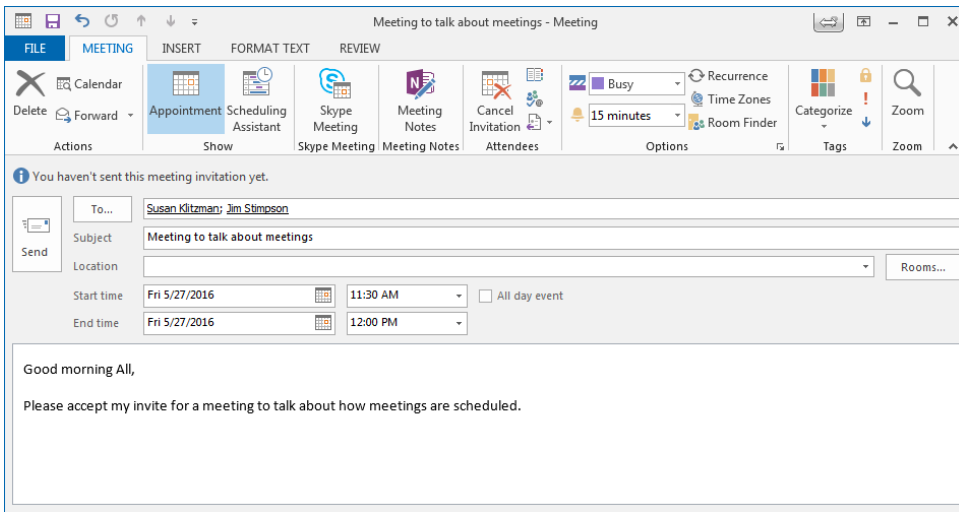 Meeting to talk about meetings - Meeting
FILE MEETING INSERT FORMAT TEXT REVIEW
Delete Calendar Forward Appointment Scheduling Assistant Skype Meeting Meeting Notes Cancel Invitation Busy 15 minutes Recurrence Time Zones Room Finder Categorize Zoom
Actions Show Skype Meeting Meeting Notes Attendees Options Tags Zoom
You haven't sent this meeting invitation yet.
Send
To... Susan Klitzman; Jim Stimpson
Subject Meeting to talk about meetings
Location Rooms...
Start time Fri 5/27/2016 11:30 AM All day event
End time Fri 5/27/2016 12:00 PM
Good morning All,
Please accept my invite for a meeting to talk about how meetings are scheduled.